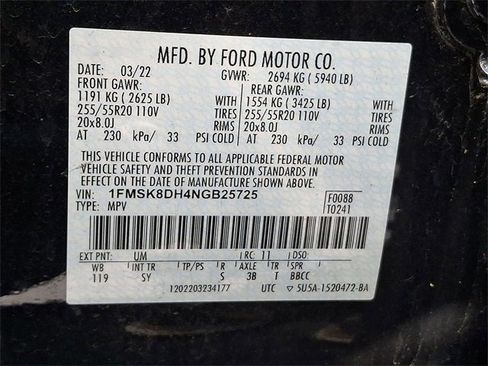 MFD. BY FORD MOTOR CO.
DATE: 03/22 GVWR: 2694 KG ( 5940 LB)
FRONT GAWR: REAR GAWR:
1191 KG ( 2625 LB) 1554 KG ( 3425 LB)
255/55R20 110V WITH TIRES 255/55R20 110V WITH TIRES
20x8.0J RIMS 20x8.0J RIMS
AT 230 kPa/ 33 PSI COLD AT 230 kPa/ 33 PSI COLD
THIS VEHICLE CONFORMS TO ALL APPLICABLE FEDERAL MOTOR
VEHICLE SAFETY AND THEFT PREVENTION STANDARDS IN
EFFECT ON THE DATE OF MANUFACTURE SHOWN ABOVE.
VIN: 1FMSK8DH4NGB25725 F0088
TYPE: MPV T0241
EXT PNT: UM RC: 11 DSO:
WB INT TR TP/PS R AXLE TR SPR
119 SY S 3B T BBCC
1202203234177 UTC ▽ 5U5A-1520472-BA